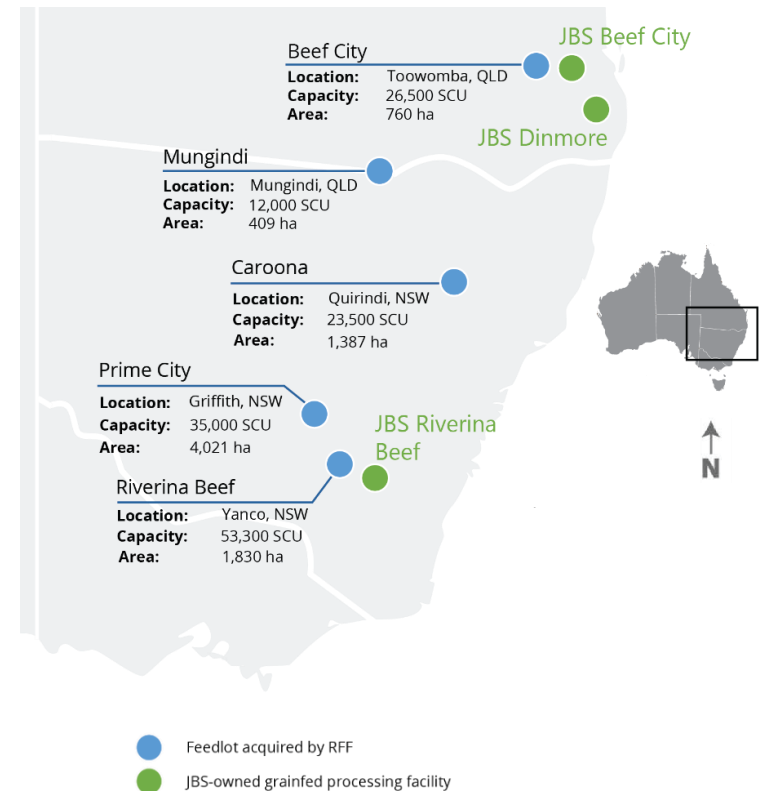 JBS Beef City
Beef City
Location: Toowomba, QLD
Capacity: 26,500 SCU
Area: 760 ha
JBS Dinmore
Mungindi
Location: Mungindi, QLD
Capacity: 12,000 SCU
Area: 409 ha
Caroona
Location: Quirindi, NSW
Capacity: 23,500 SCU
Area: 1,387 ha
Prime City
Location: Griffith, NSW
Capacity: 35,000 SCU
Area: 4,021 ha
JBS Riverina
Beef
Riverina Beef
Location: Yanco, NSW
Capacity: 53,300 SCU
Area: 1,830 ha
N
Feedlot acquired by RFF
JBS-owned grainfed processing facility